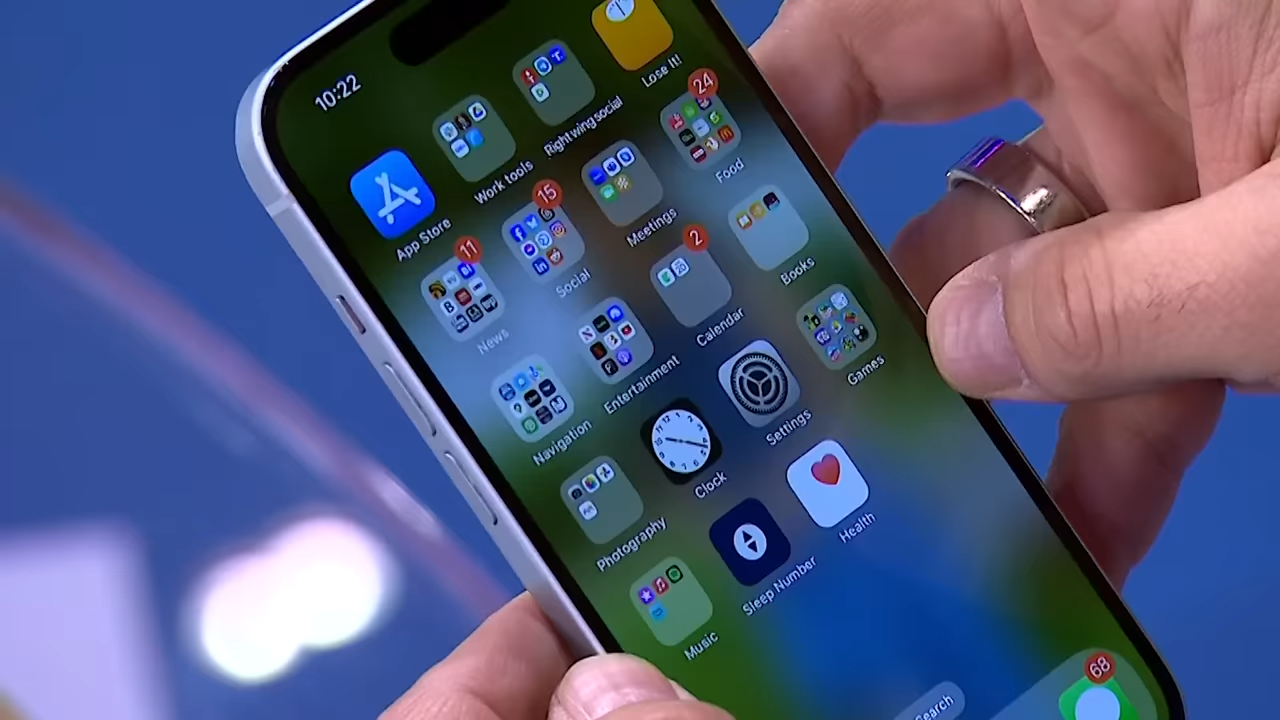 10:22
App Store
Work tools
Right wing social
Lose It!
11
News
15
Social
Meetings
24
Food
Navigation
Entertainment
2
Calendar
Books
Photography
Clock
Settings
Games
Music
Sleep Number
Health
Search
68